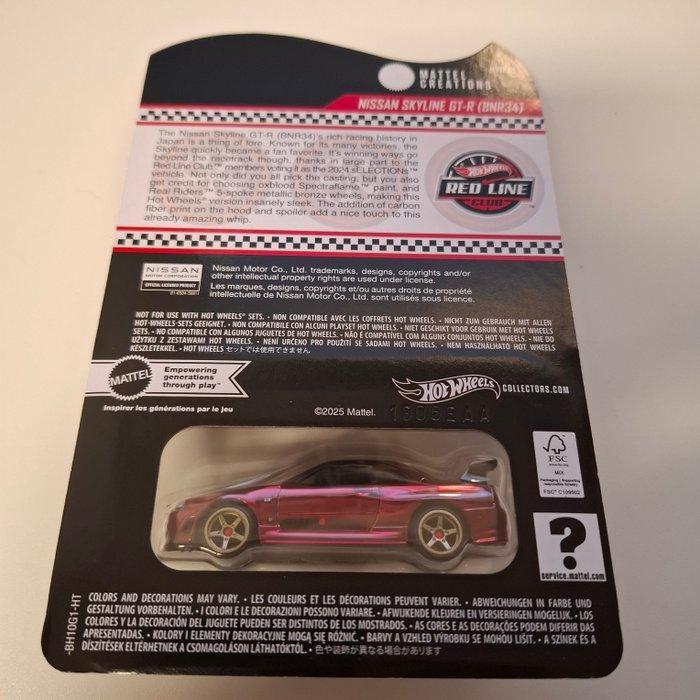 MATTEL
CREATIONS
NISSAN SKYLINE GT-R (BNR34)
The Nissan Skyline GT-R (BNR34)'s rich racing history in
Japan is a thing of lore. Known for its many victories, the
Skyline quickly became a fan favorite. It's winning ways go
beyond the racetrack though, thanks in large part to the
Red Line Club™ members voting it as the 2024 sELECTIONs™
vehicle. Not only did you all pick the casting, but you also
get credit for choosing oxblood Spectraflame™ paint, and
Real Riders™ 5-spoke metallic bronze wheels, making this
Hot Wheels® version insanely sleek. The addition of carbon
fiber print on the hood and spoiler add a nice touch to this
already amazing whip.
Hot Wheels
RED LINE
CLUB™
NISSAN
MOTOR CORPORATION
OFFICIAL LICENSED PRODUCT
Nissan Motor Co., Ltd. trademarks, designs, copyrights and/or
other intellectual property rights are used under license.
Les marques, designs, copyrights et/ou autres droits de propriété
intellectuelle de Nissan Motor Co., Ltd. sont utilisés sous licence.
NOT FOR USE WITH HOT WHEELS® SETS. • NON COMPATIBLE AVEC LES COFFRETS HOT WHEELS. • NICHT ZUM GEBRAUCH MIT ALLEN
HOT-WHEELS-SETS GEEIGNET. • NON COMPATIBILE CON ALCUNI PLAYSET HOT WHEELS. • NIET GESCHIKT VOOR GEBRUIK MET HOT WHEELS
SETS. • NO COMPATIBLE CON ALGUNOS JUGUETES DE HOT WHEELS. • NÃO É COMPATÍVEL COM ALGUNS CONJUNTOS HOT WHEELS. • NIE DO
UŻYTKU Z ZESTAWAMI HOT WHEELS. • NENÍ URČENO PRO POUŽITÍ SE SADAMI HOT WHEELS. • NEM HASZNÁLHATÓ HOT WHEELS
KÉSZLETEKKEL. • HOT WHEELS セットでは使用できません
MATTEL
Empowering
generations
through play™
Inspirer les générations par le jeu
Hot Wheels COLLECTORS.COM
©2025 Mattel.
FSC
www.fsc.org
MIX
Packaging | Supporting
responsible forestry
FSC® C109502
?
service.mattel.com
-BH10G1-HT
COLORS AND DECORATIONS MAY VARY. • LES COULEURS ET LES DÉCORATIONS PEUVENT VARIER. • ABWEICHUNGEN IN FARBE UND
GESTALTUNG VORBEHALTEN. • I COLORI E LE DECORAZIONI POSSONO VARIARE. • AFWIJKENDE KLEUREN EN VERSIERINGEN MOGELIJK. • LOS
COLORES Y LA DECORACIÓN DEL JUGUETE PUEDEN SER DISTINTOS DE LOS MOSTRADOS. • AS CORES E AS DECORAÇÕES PODEM DIFERIR DAS
APRESENTADAS. • KOLORY I ELEMENTY DEKORACYJNE MOGĄ SIĘ RÓŻNIĆ. • BARVY A VZHLED VÝROBKU SE MOHOU LIŠIT. • A SZÍNEK ÉS A
DÍSZÍTÉSEK ELTÉRHETNEK A CSOMAGOLÁSON LÁTHATÓKTÓL. • 色や装飾が異なる場合があります